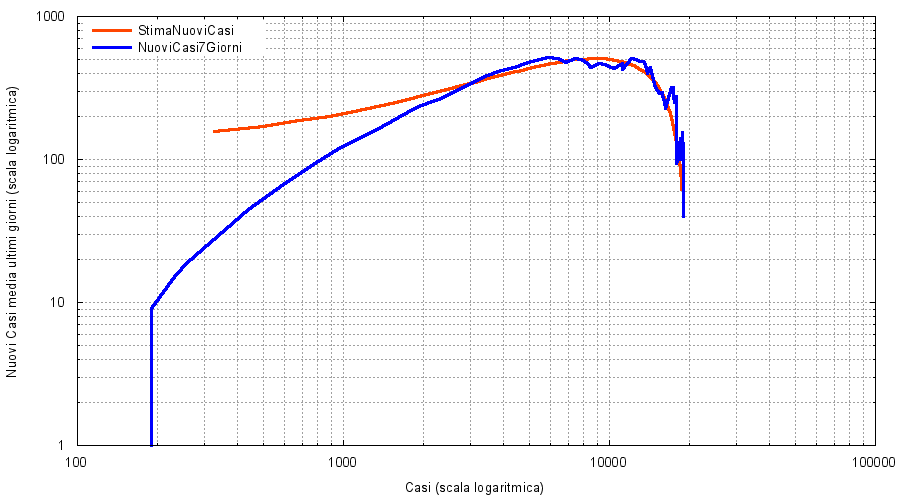 1000
StimaNuoviCasi
NuoviCasi7Giorni
100
10
1
Nuovi Casi media ultimi giorni (scala logaritmica)
100
1000
10000
100000
Casi (scala logaritmica)